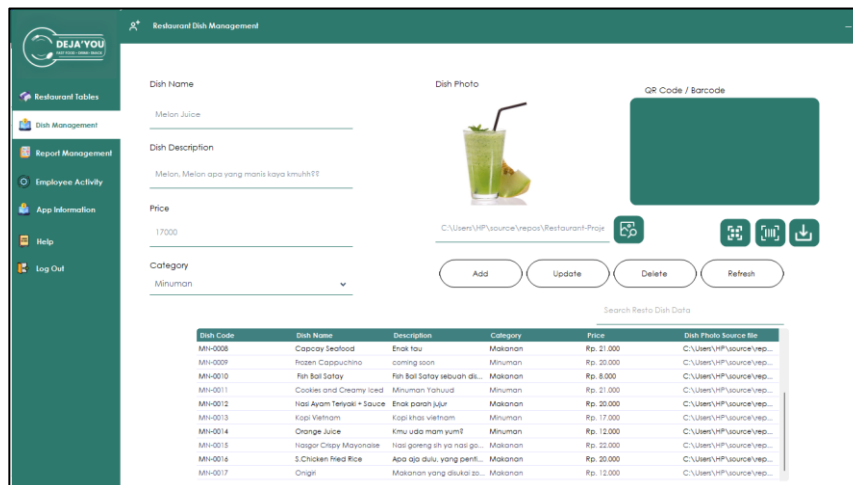 DEJA'YOU
FAST FOOD • DRINK • SNACK
Restaurant Dish Management
Restaurant Tables
Dish Management
Report Management
Employee Activity
App Information
Help
Log Out
Dish Name
Melon Juice
Dish Description
Melon, Melon apa yang manis kaya kmuhh??
Price
17000
Category
Minuman
Dish Photo
C:\Users\HP\source\repos\Restaurant-Proje
QR Code / Barcode
Add Update Delete Refresh
Search Resto Dish Data
Dish Code Dish Name Description Category Price Dish Photo Source file
MN-0008 Capcay Seafood Enak tau Makanan Rp. 21.000 C:\Users\HP\source\rep...
MN-0009 Frozen Cappuchino coming soon Minuman Rp. 20.000 C:\Users\HP\source\rep...
MN-0010 Fish Ball Satay Fish Ball Satay sebuah dis... Makanan Rp. 8.000 C:\Users\HP\source\rep...
MN-0011 Cookies and Creamy Iced Minuman Yahuud Minuman Rp. 21.000 C:\Users\HP\source\rep...
MN-0012 Nasi Ayam Teriyaki + Sauce Enak parah jujur Makanan Rp. 20.000 C:\Users\HP\source\rep...
MN-0013 Kopi Vietnam Kopi khas vietnam Minuman Rp. 17.000 C:\Users\HP\source\rep...
MN-0014 Orange Juice Kmu uda mam yum? Minuman Rp. 12.000 C:\Users\HP\source\rep...
MN-0015 Nasgor Crispy Mayonaise Nasi goreng sih ya nasi go... Makanan Rp. 22.000 C:\Users\HP\source\rep...
MN-0016 S.Chicken Fried Rice Apa aja dulu, yang penti... Makanan Rp. 20.000 C:\Users\HP\source\rep...
MN-0017 Onigiri Makanan yang disukai zo... Makanan Rp. 12.000 C:\Users\HP\source\rep...